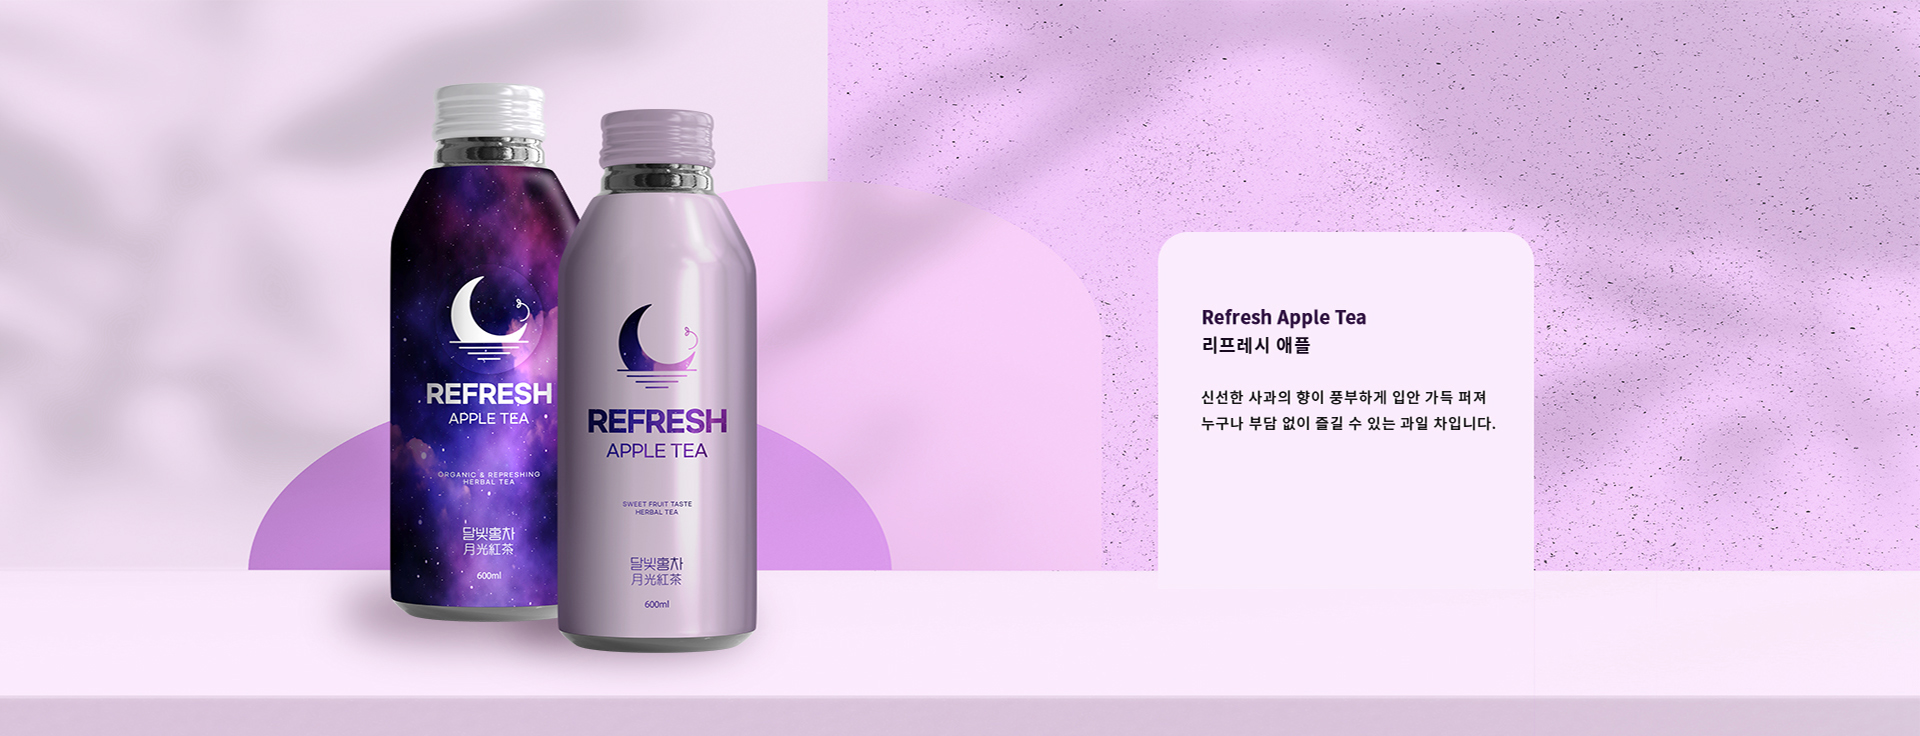 REFRESH
APPLE TEA
ORGANIC & REFRESHING
HERBAL TEA
달빛홍차
月光紅茶
600ml
REFRESH
APPLE TEA
SWEET FRUIT TASTE
HERBAL TEA
달빛홍차
月光紅茶
600ml
Refresh Apple Tea
리프레시 애플
신선한 사과의 향이 풍부하게 입안 가득 퍼져
누구나 부담 없이 즐길 수 있는 과일 차입니다.